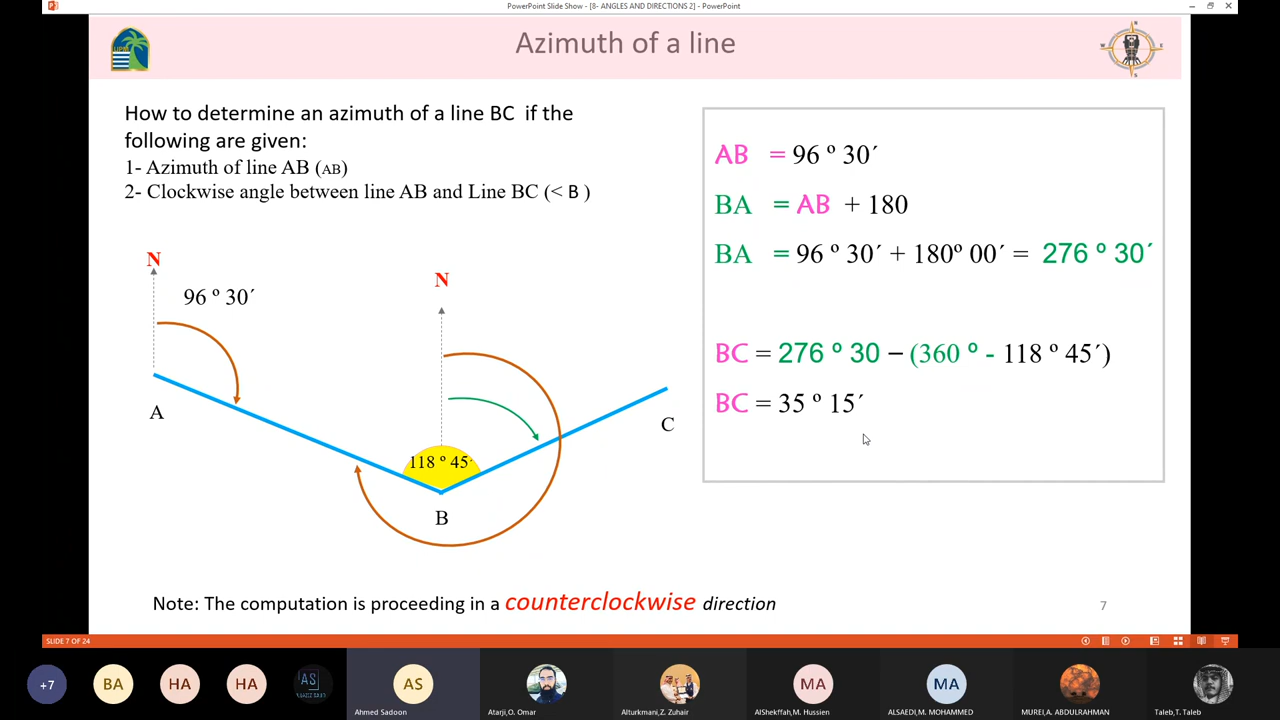 PowerPoint Slide Show - [8- ANGLES AND DIRECTIONS 2] - PowerPoint
Azimuth of a line
N
W
E
S
How to determine an azimuth of a line BC if the
following are given:
1- Azimuth of line AB (AB)
2- Clockwise angle between line AB and Line BC (< B )
AB = 96 º 30´
BA = AB + 180
BA = 96 º 30´ + 180º 00´ = 276 º 30´
BC = 276 º 30 – (360 º - 118 º 45´)
BC = 35 º 15´
N
96 º 30´
N
A
C
118 º 45´
B
Note: The computation is proceeding in a counterclockwise direction
7
SLIDE 7 OF 24
+7
BA
HA
HA
AS
AS
MA
MA
Ahmed Sadoon
Atarji,O. Omar
Alturkmani,Z. Zuhair
AlShekffah,M. Hussien
ALSAEDI,M. MOHAMMED
MUREI,A. ABDULRAHMAN
Taleb,T. Taleb